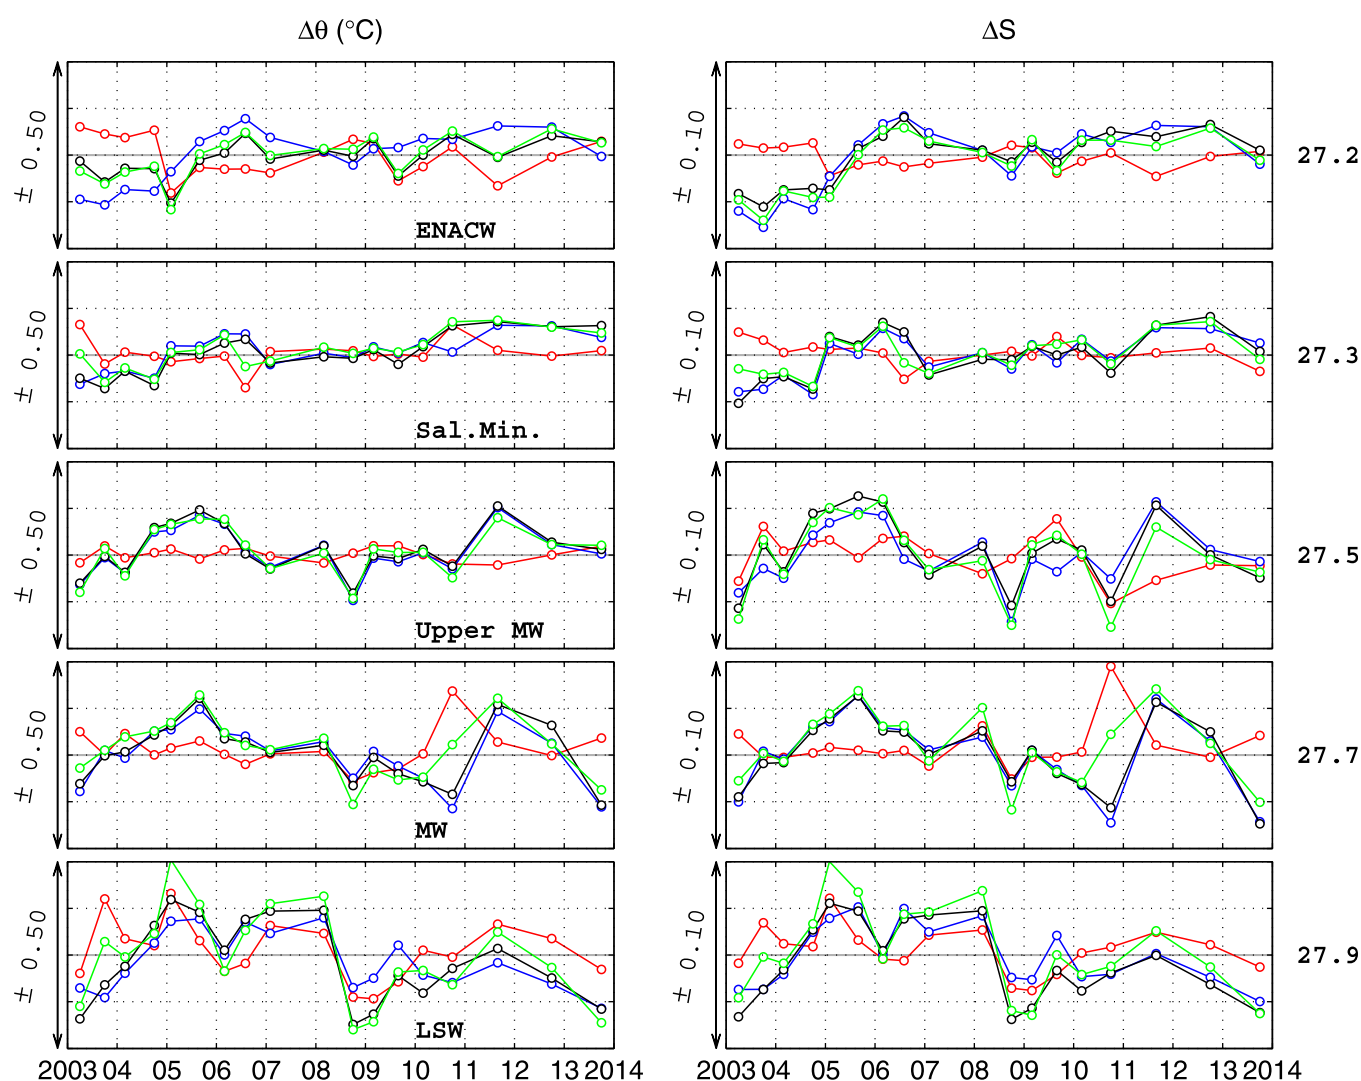 Δθ (°C) ΔS
± 0.50 ENACW ± 0.10 27.2
± 0.50 Sal.Min. ± 0.10 27.3
± 0.50 Upper MW ± 0.10 27.5
± 0.50 MW ± 0.10 27.7
± 0.50 LSW ± 0.10 27.9
2003 04 05 06 07 08 09 10 11 12 13 2014 2003 04 05 06 07 08 09 10 11 12 13 2014